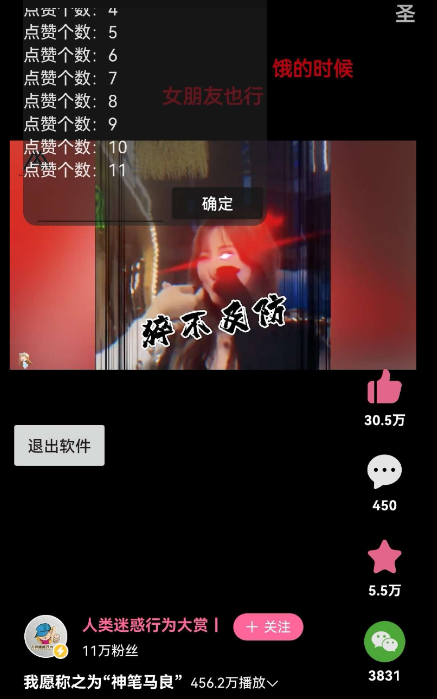 点赞个数：4
点赞个数：5
点赞个数：6
点赞个数：7
点赞个数：8
点赞个数：9
点赞个数：10
点赞个数：11
圣
饿的时候
女朋友也行
确定
猝不及防
30.5万
退出软件
450
5.5万
人类迷惑行为大赏丨
+ 关注
11万粉丝
3831
我愿称之为“神笔马良” 456.2万播放